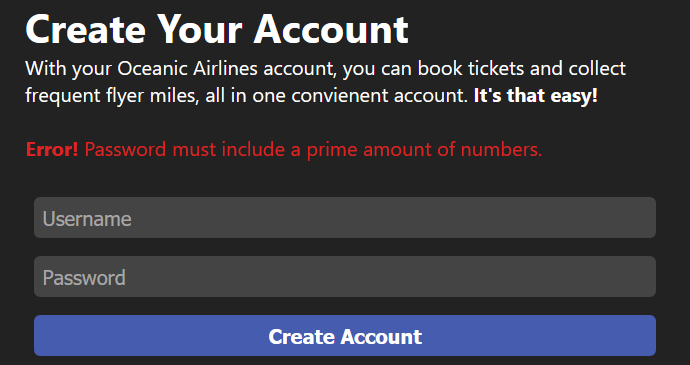 Create Your Account
With your Oceanic Airlines account, you can book tickets and collect
frequent flyer miles, all in one convienent account. It's that easy!
Error! Password must include a prime amount of numbers.
Username
Password
Create Account